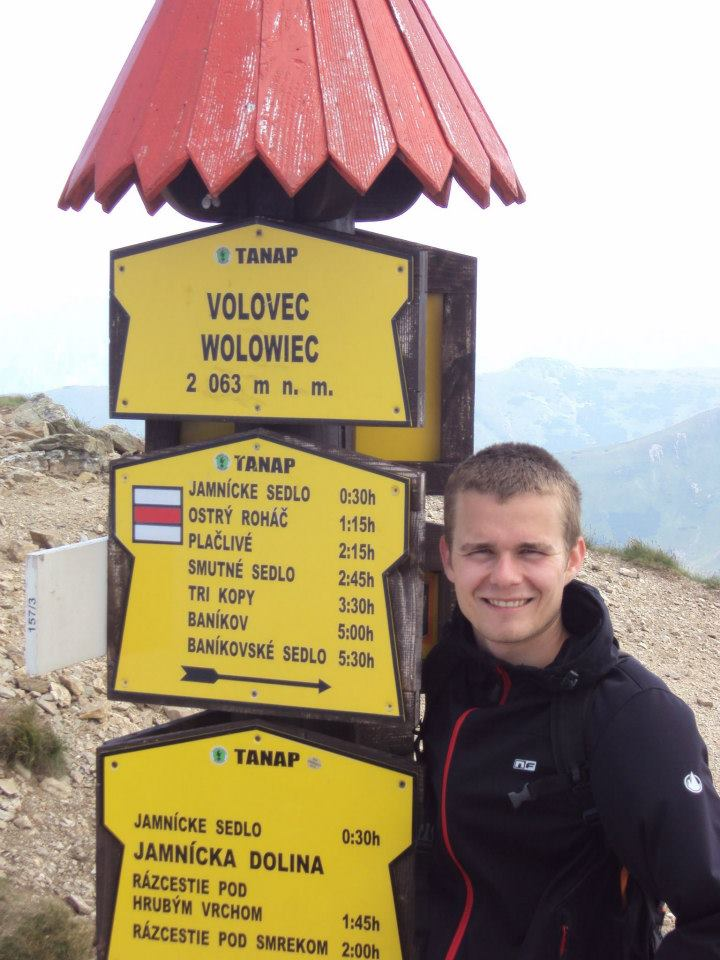 TANAP
VOLOVEC
WOLOWIEC
2 063 m n. m.
TANAP
JAMNÍCKE SEDLO 0:30h
OSTRÝ ROHÁČ 1:15h
PLAČLIVÉ 2:15h
SMUTNÉ SEDLO 2:45h
TRI KOPY 3:30h
BANÍKOV 5:00h
BANÍKOVSKÉ SEDLO 5:30h
157/3
TANAP
JAMNÍCKE SEDLO 0:30h
JAMNÍCKA DOLINA
RÁZCESTIE POD
HRUBÝM VRCHOM 1:45h
RÁZCESTIE POD SMREKOM 2:00h
NF